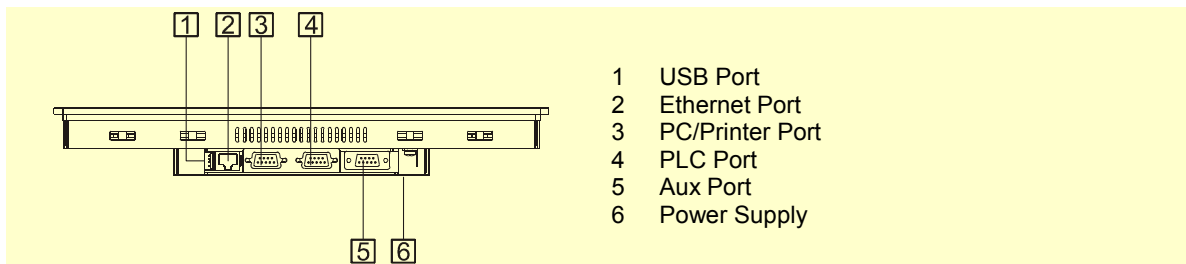 1 2 3 4
1 USB Port
2 Ethernet Port
3 PC/Printer Port
4 PLC Port
5 Aux Port
6 Power Supply
5 6